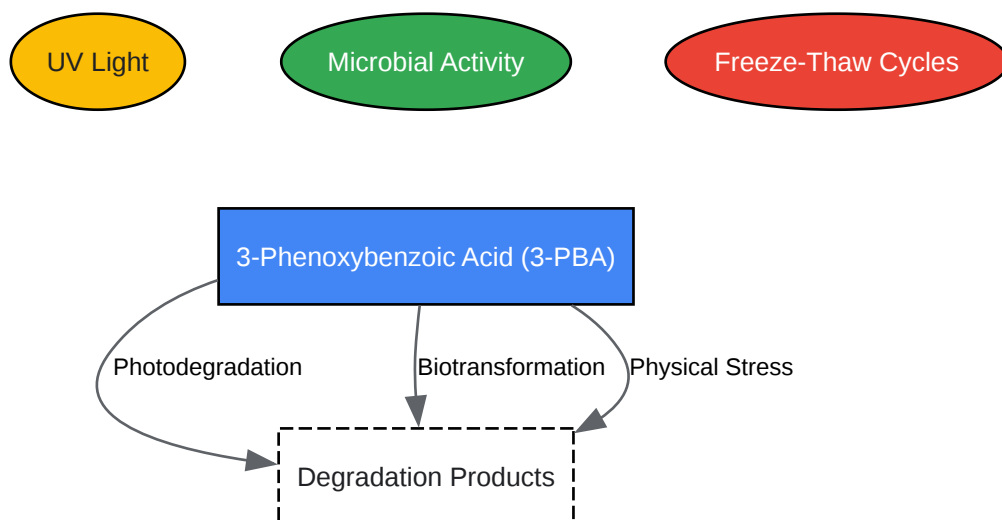 UV Light
Microbial Activity
Freeze-Thaw Cycles
3-Phenoxybenzoic Acid (3-PBA)
Photodegradation
Biotransformation
Physical Stress
Degradation Products